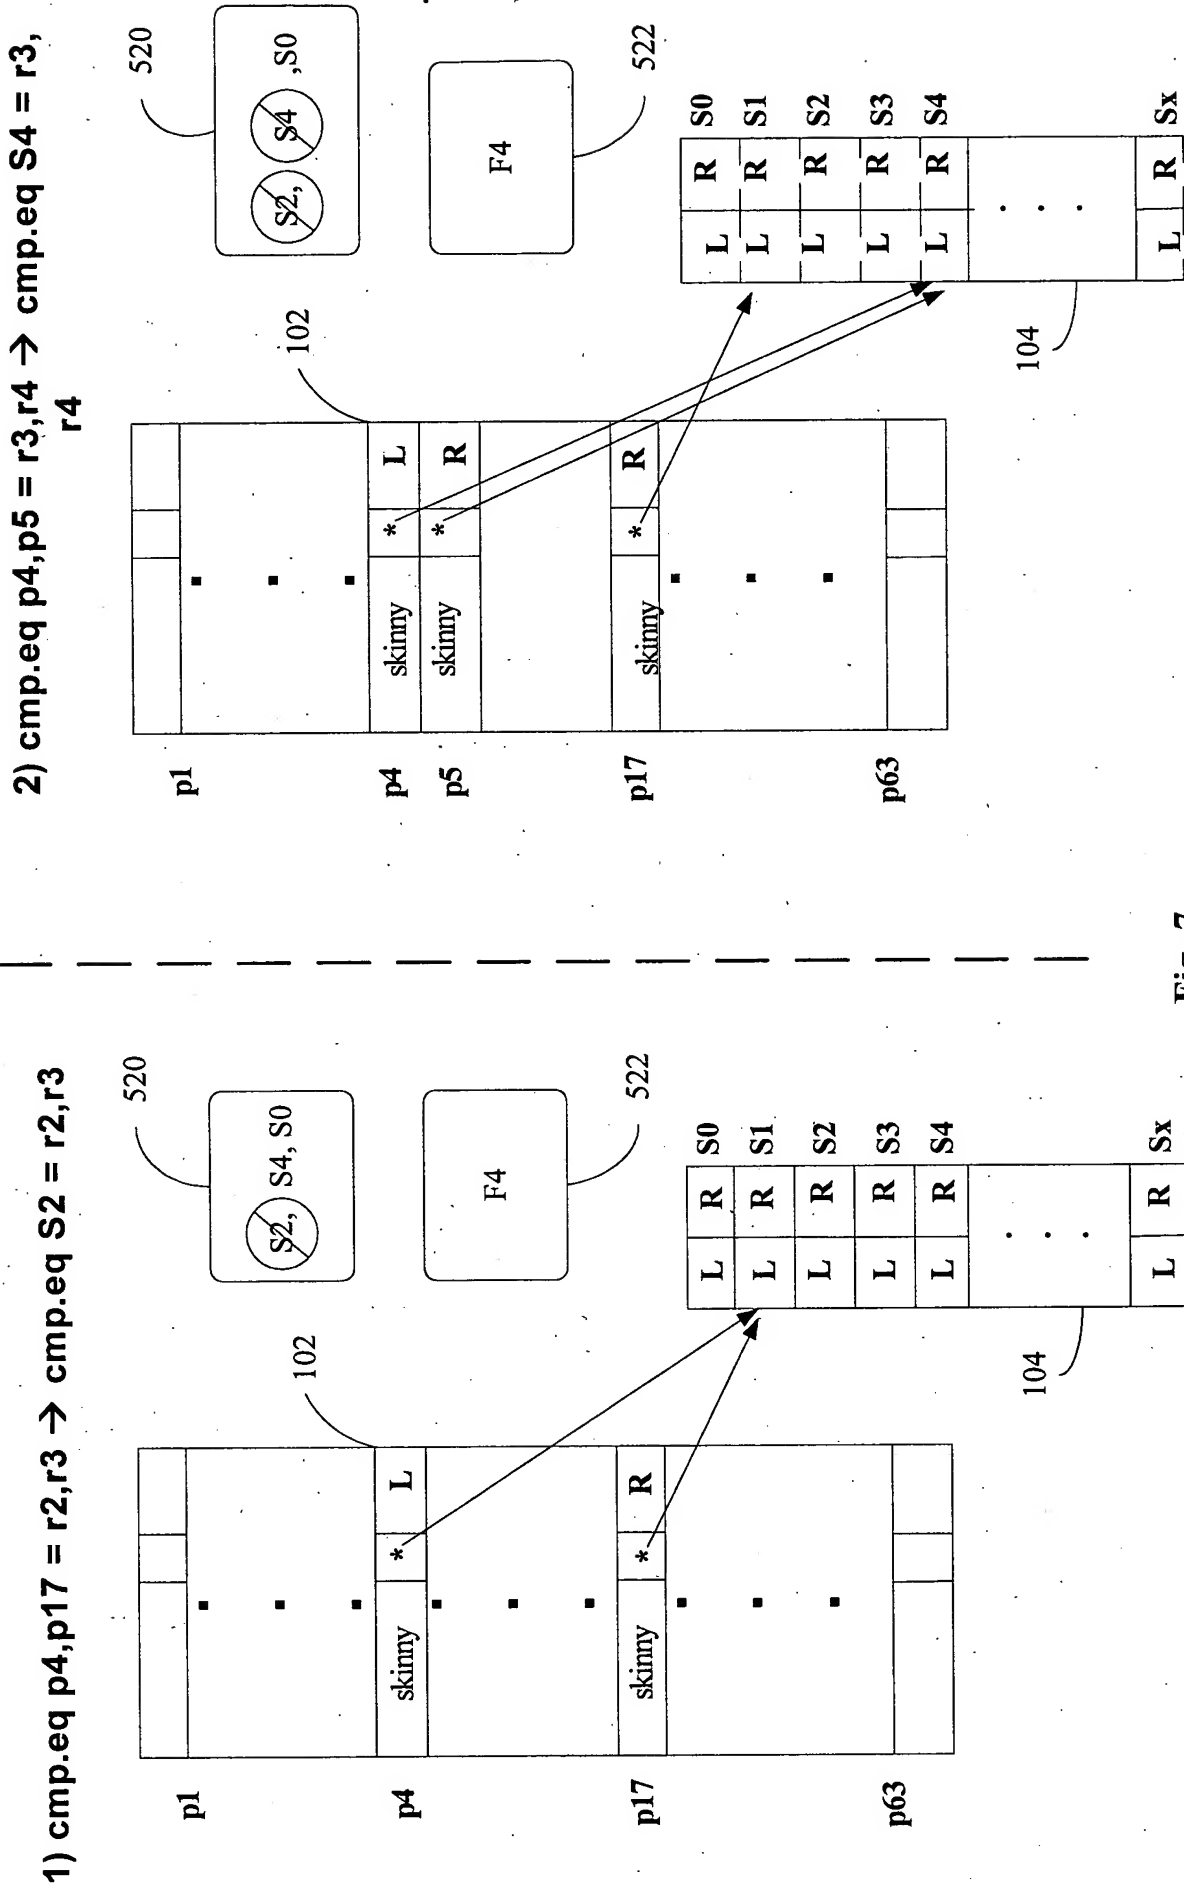 1) cmp.eq p4,p17 = r2,r3 → cmp.eq S2 = r2,r3
520
S2, S4, S0
102
F4
522
p1
p4 skinny * L
p17 skinny * R
p63
L R S0
L R S1
L R S2
L R S3
L R S4
L R Sx
104
2) cmp.eq p4,p5 = r3,r4 → cmp.eq S4 = r3,
r4
520
S2, S4 ,S0
102
F4
522
p1
p4 skinny * L
p5 skinny * R
p17 skinny * R
p63
L R S0
L R S1
L R S2
L R S3
L R S4
L R Sx
104
Fig. 7